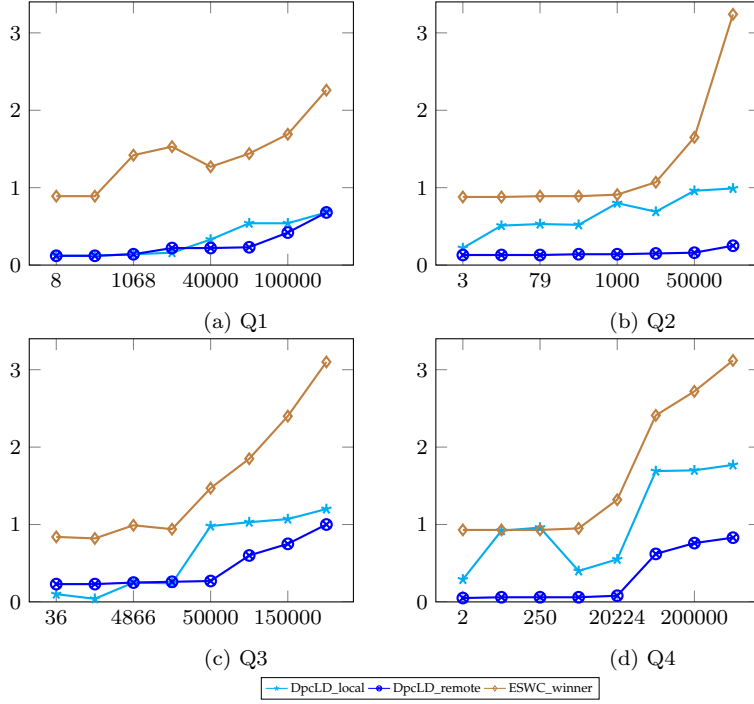 3
2
1
0
8 1068 40000 100000
(a) Q1
3
2
1
0
3 79 1000 50000
(b) Q2
3
2
1
0
36 4866 50000 150000
(c) Q3
3
2
1
0
2 250 20224 200000
(d) Q4
DpcLD_local DpcLD_remote ESWC_winner